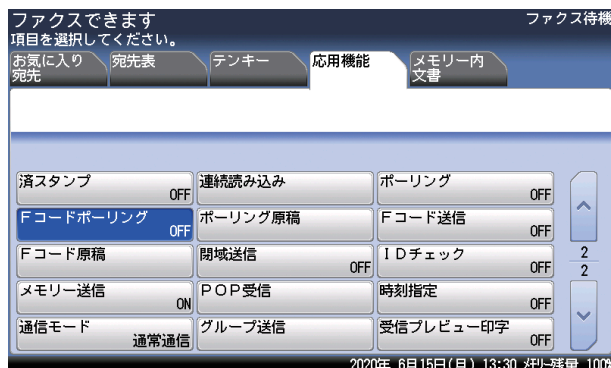 ファクスできます
ファクス待機
項目を選択してください。
お気に入り
宛先
宛先表
テンキー
応用機能
メモリー内
文書
済スタンプ
OFF
連続読み込み
ポーリング
OFF
Fコードポーリング
OFF
ポーリング原稿
Fコード送信
OFF
Fコード原稿
閉域送信
OFF
IDチェック
OFF
2
2
メモリー送信
ON
POP受信
時刻指定
OFF
通信モード
通常通信
グループ送信
受信プレビュー印字
OFF
2020年 6月15日(月) 13:30 メモリー残量 100%